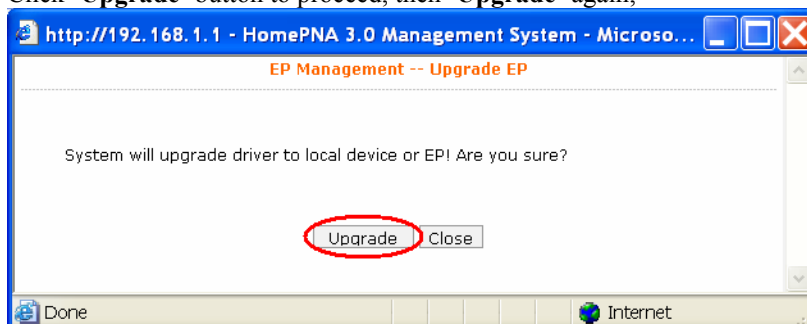 Click "Upgrade" button to proceed, then "Upgrade" again;
http://192.168.1.1 - HomePNA 3.0 Management System - Microso...
EP Management -- Upgrade EP
System will upgrade driver to local device or EP! Are you sure?
Upgrade Close
Done Internet